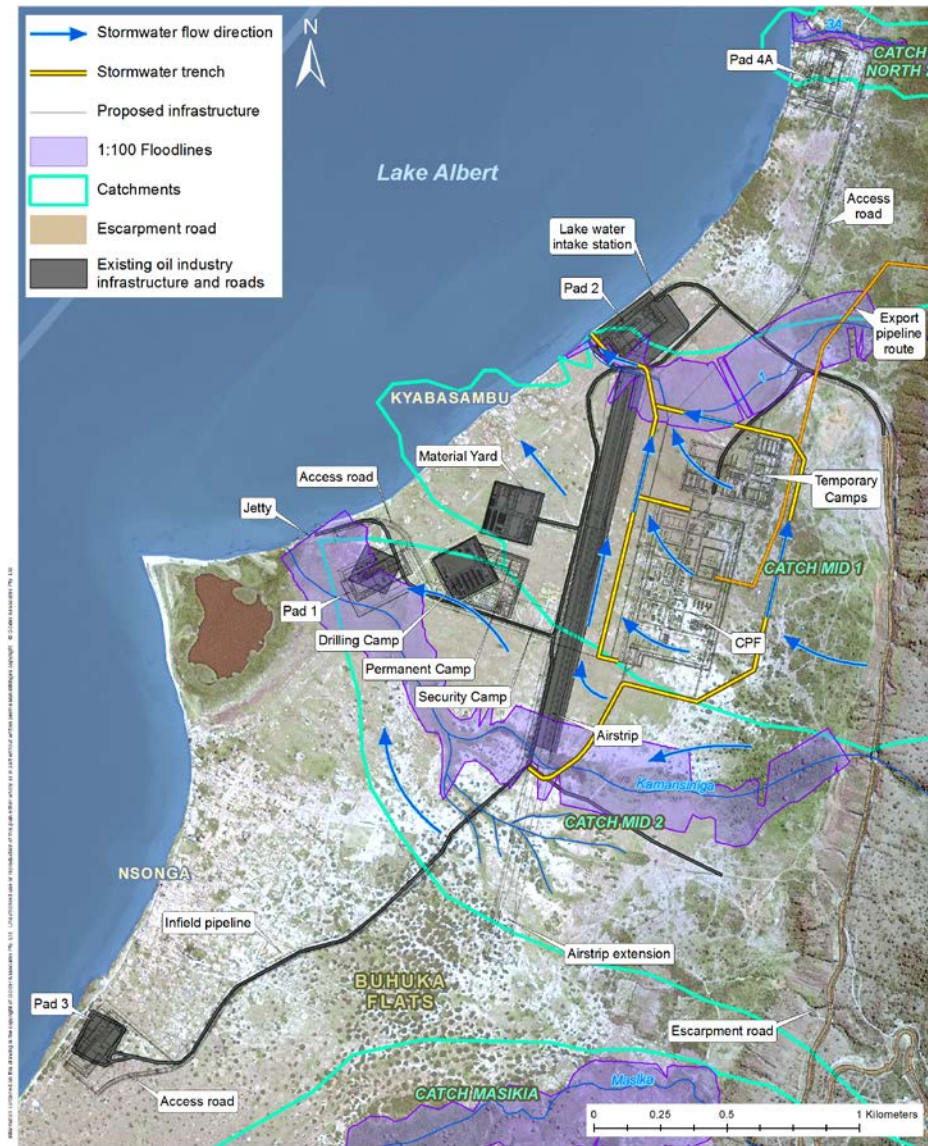 Stormwater flow direction
Stormwater trench
Proposed infrastructure
1:100 Floodlines
Catchments
Escarpment road
Existing oil industry
infrastructure and roads
N
3A
CATCH
NORTH
Pad 4A
Lake Albert
Access
road
Lake water
intake station
Pad 2
Export
pipeline
route
1
KYABASAMBU
Material Yard
Temporary
Camps
Access road
Jetty
CATCH MID 1
Pad 1
Drilling Camp
CPF
Permanent Camp
Security Camp
Airstrip
Kamansiniga
CATCH MID 2
NSONGA
Infield pipeline
Airstrip extension
BUHUKA
FLATS
Pad 3
Escarpment road
Access road
CATCH MASIKIA
Masika
0 0.25 0.5 1 Kilometers